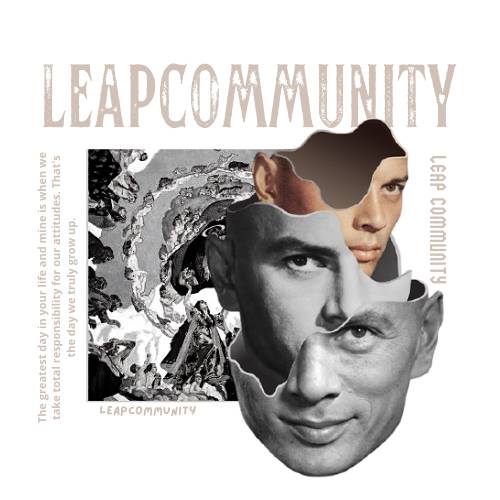 LEAPCOMMUNITY
The greatest day in your life and mine is when we
take total responsibility for our attitudes. That's
the day we truly grow up.
LEAP COMMUNITY
LEAPCOMMUNITY